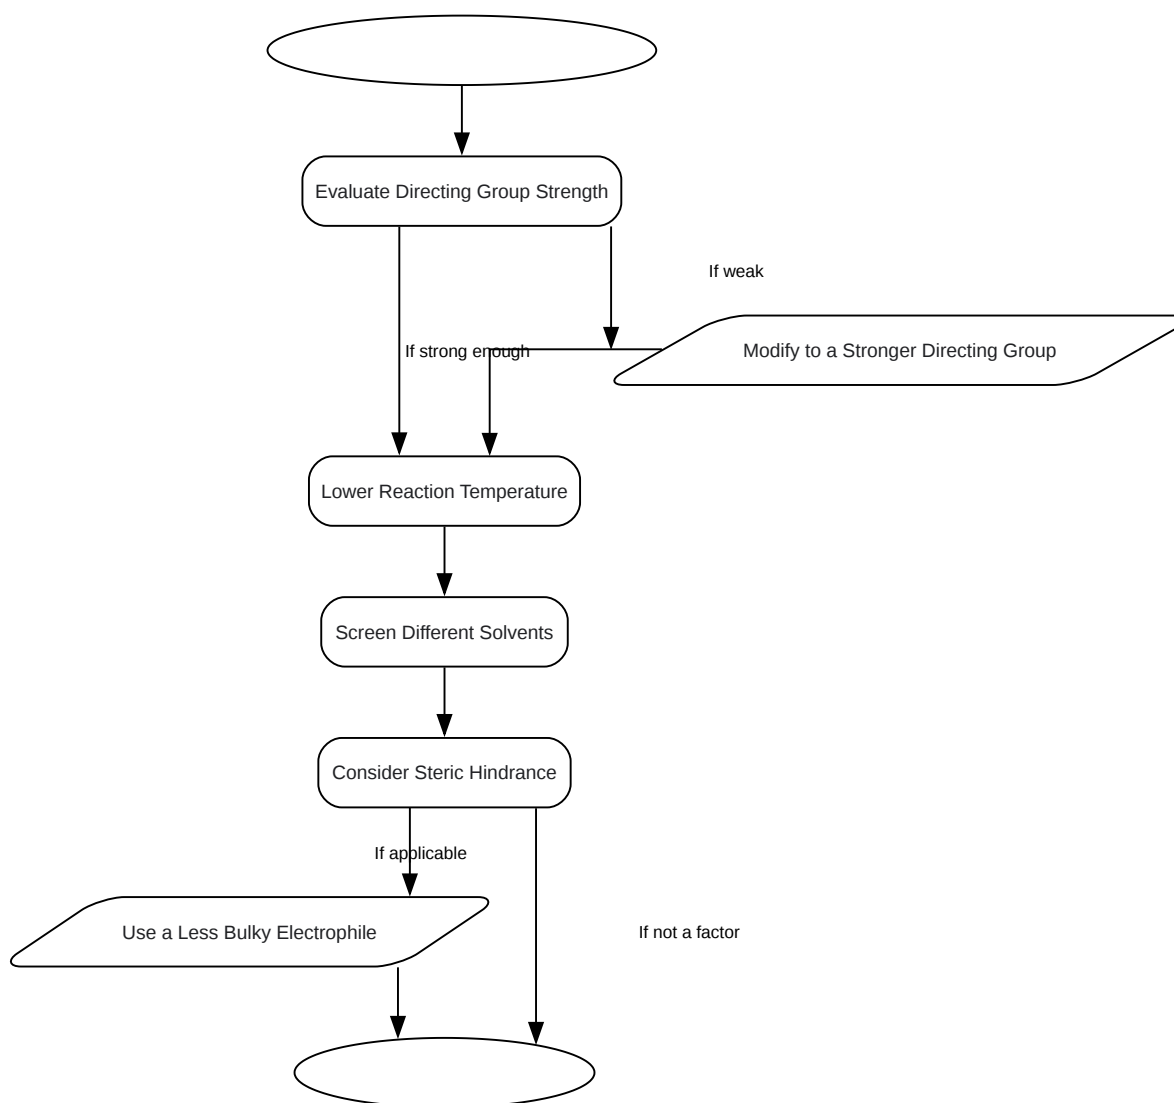 Evaluate Directing Group Strength
If weak
If strong enough
Modify to a Stronger Directing Group
Lower Reaction Temperature
Screen Different Solvents
Consider Steric Hindrance
If applicable
Use a Less Bulky Electrophile
If not a factor